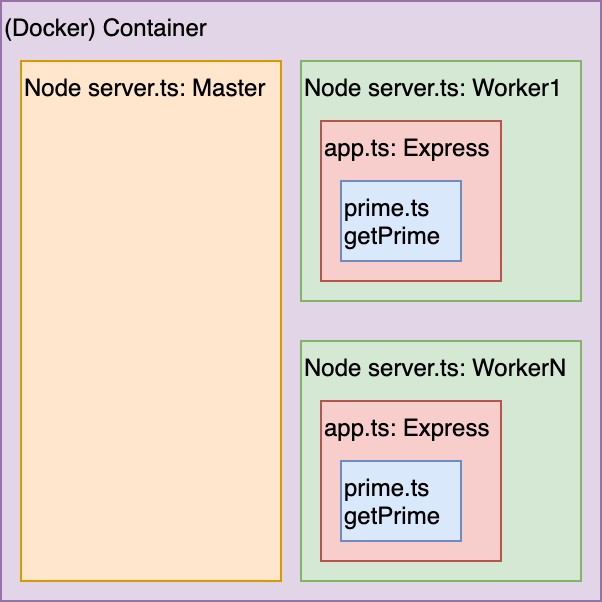 (Docker) Container
Node server.ts: Master
Node server.ts: Worker1
app.ts: Express
prime.ts
getPrime
Node server.ts: WorkerN
app.ts: Express
prime.ts
getPrime